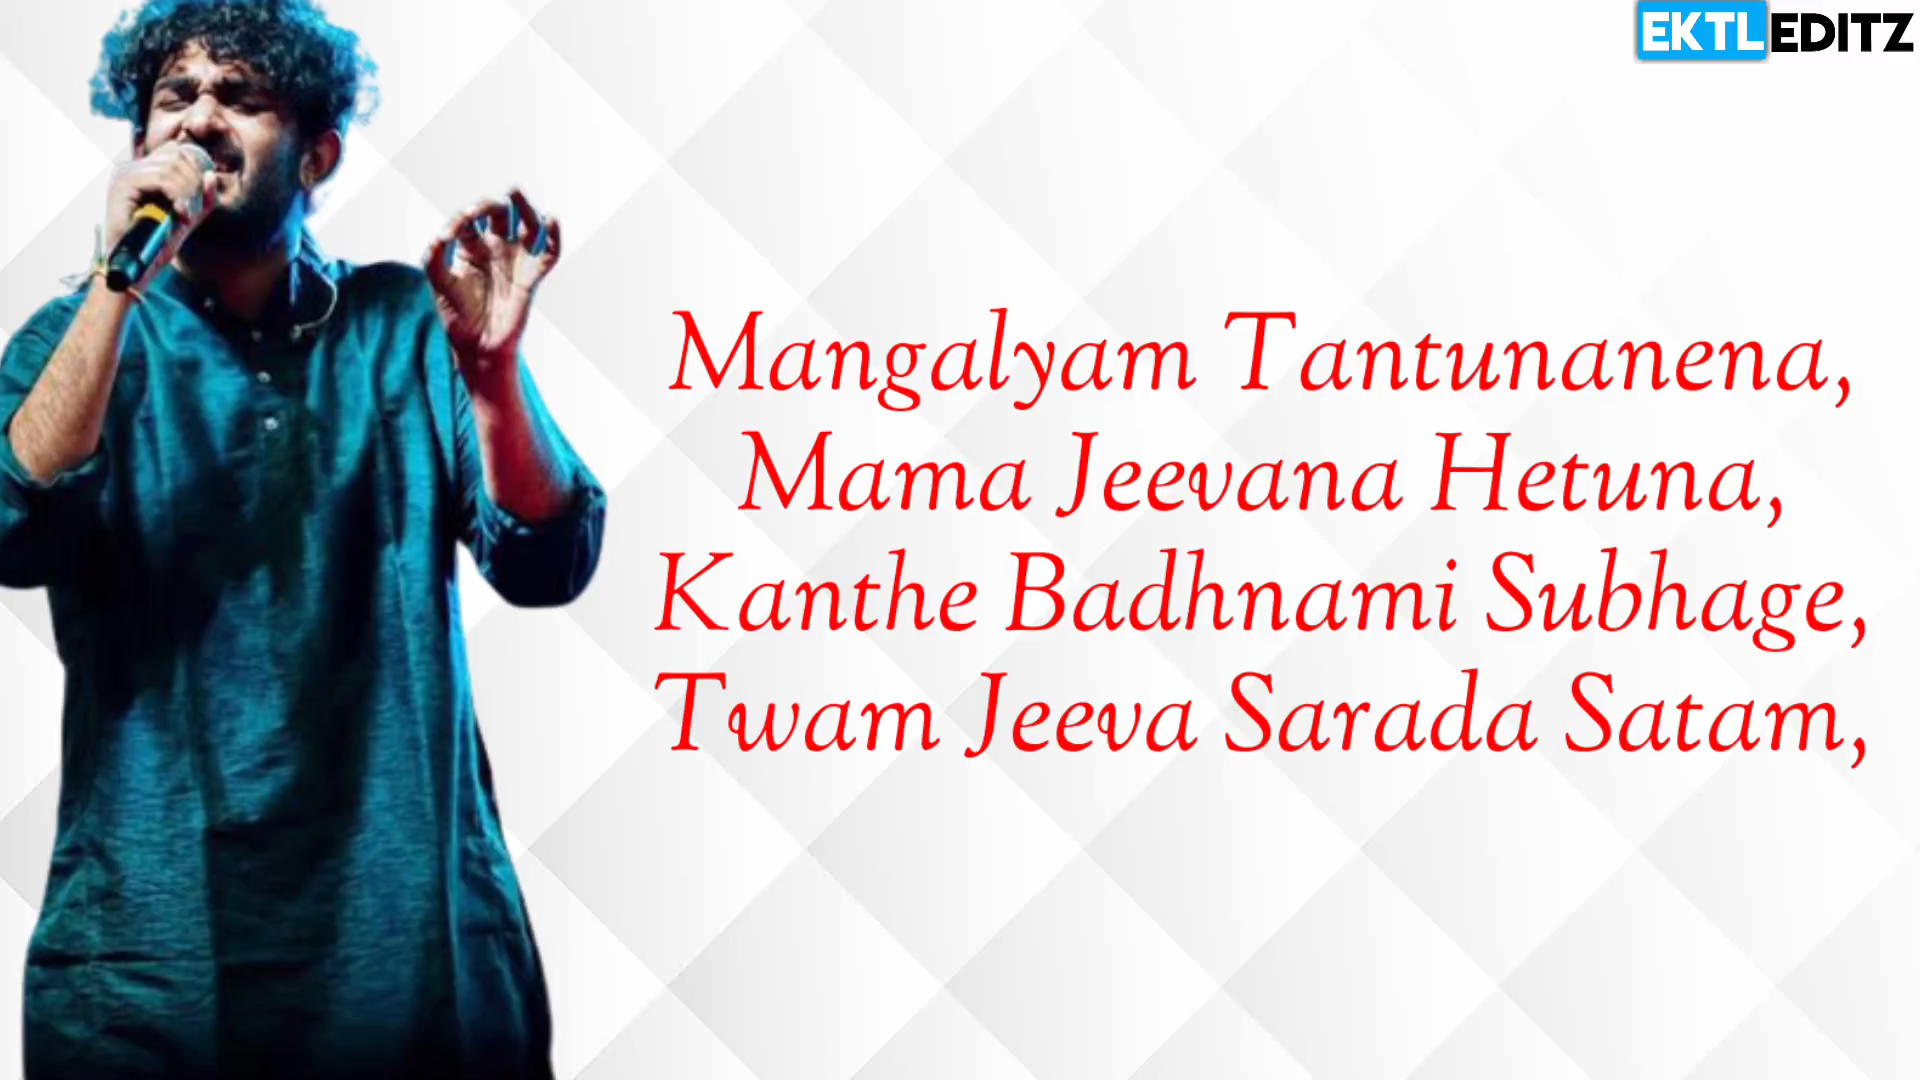 EKTLEDITZ
Mangalyam Tantunanena,
Mama Jeevana Hetuna,
Kanthe Badhnami Subhage,
Twam Jeeva Sarada Satam,